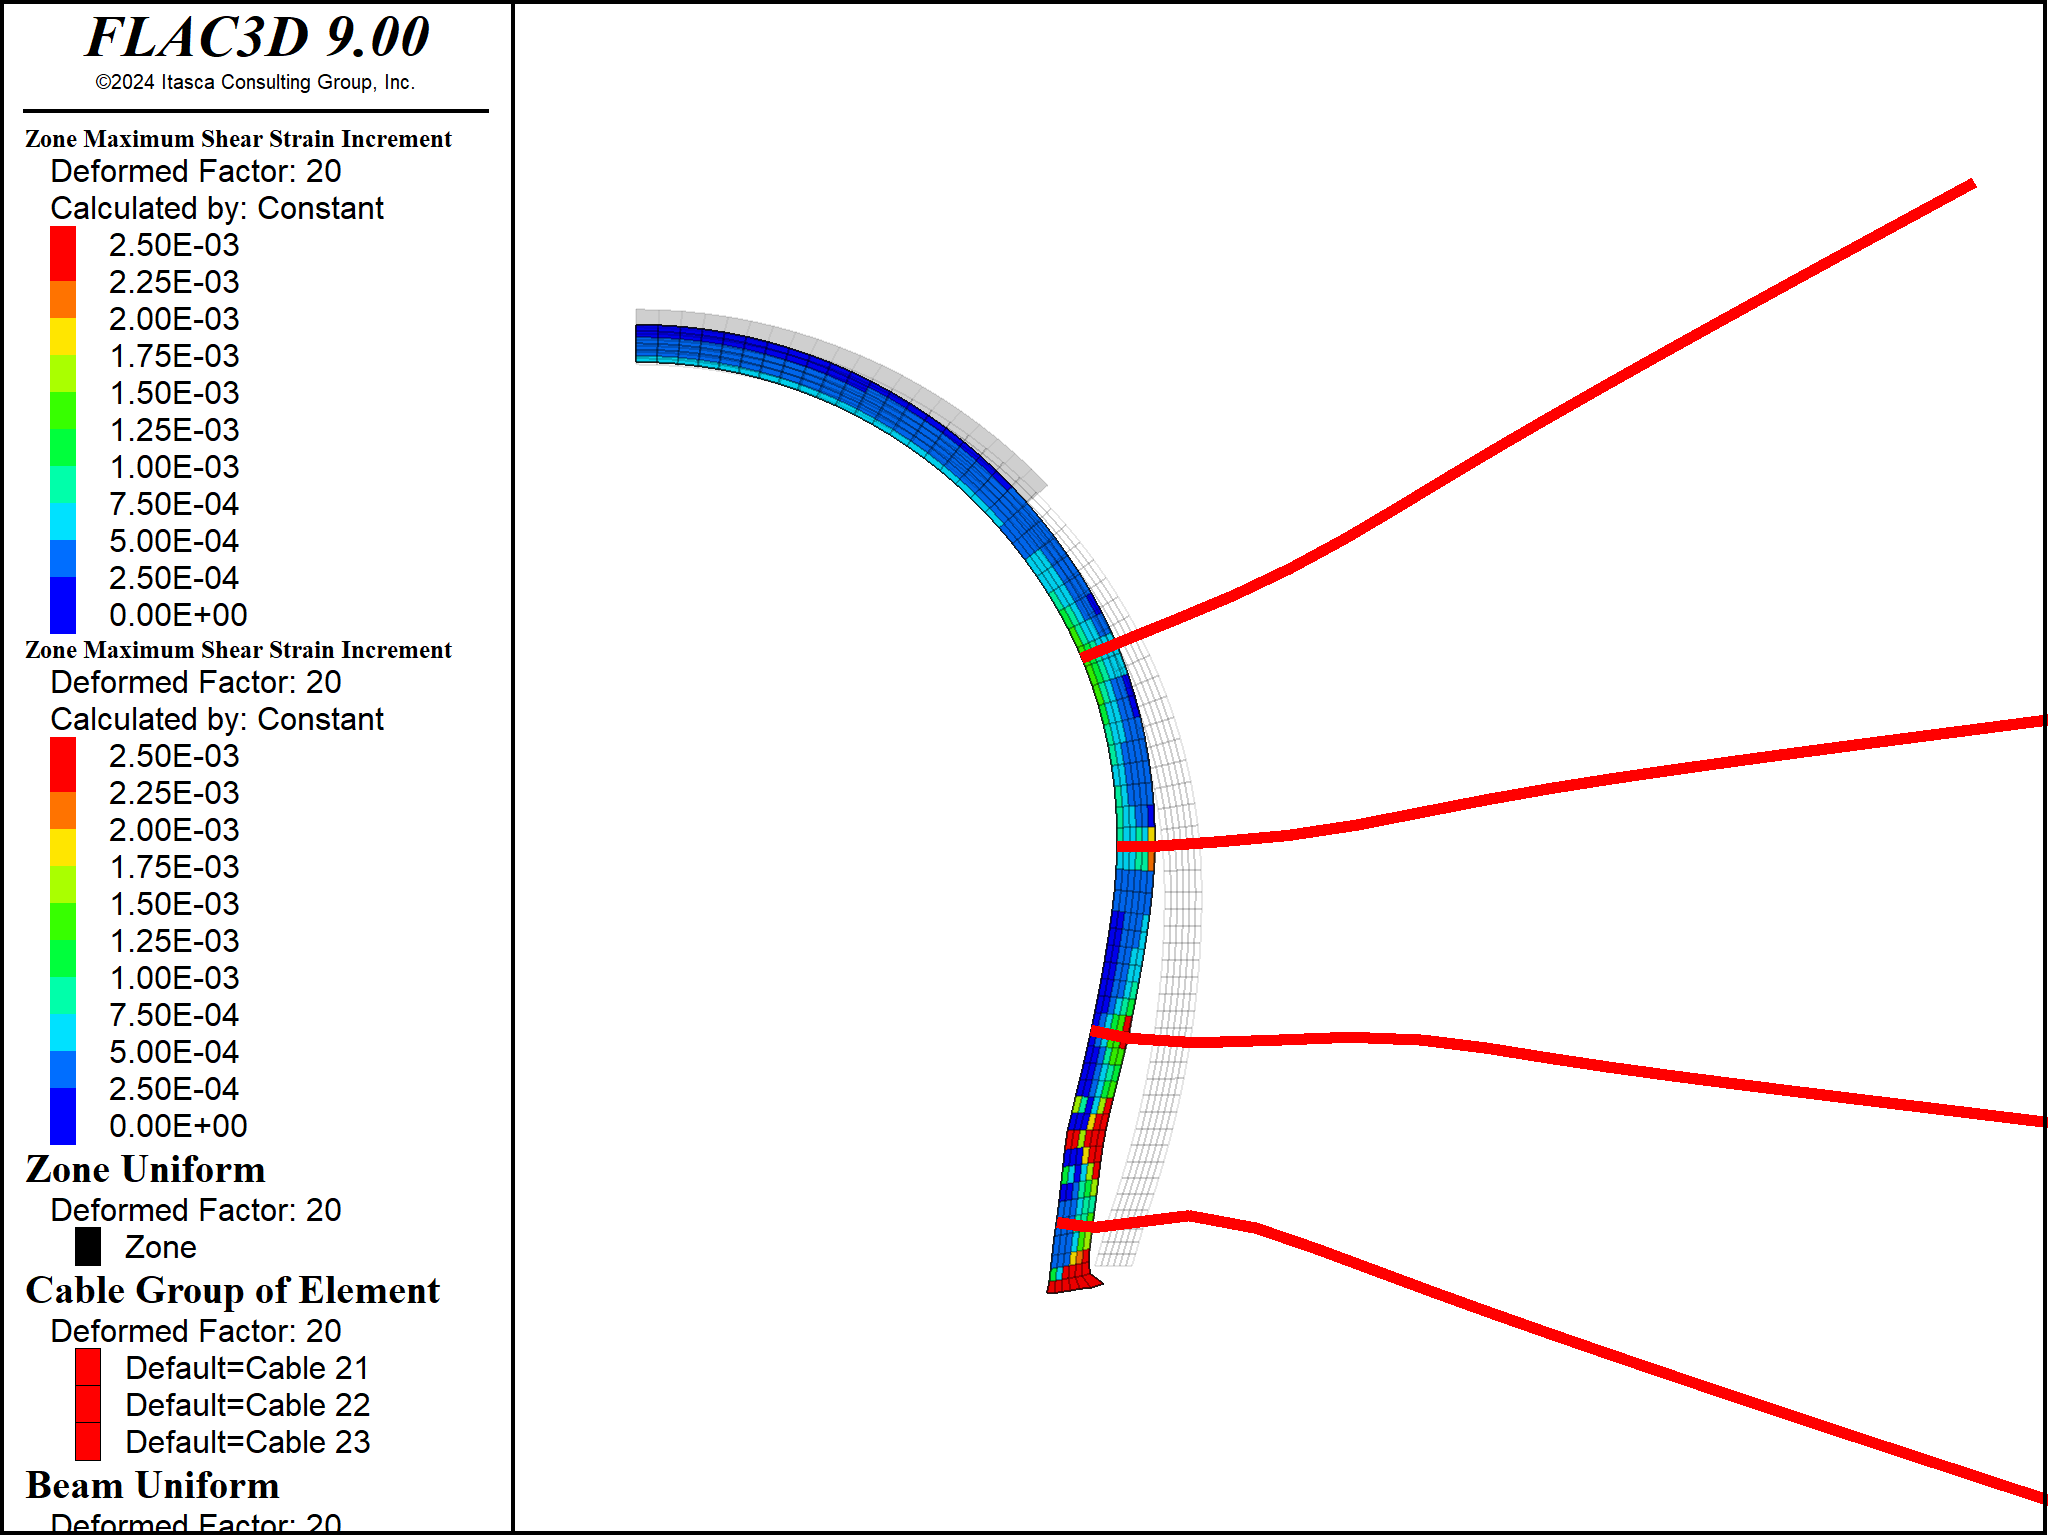 FLAC3D 9.00
©2024 Itasca Consulting Group, Inc.
Zone Maximum Shear Strain Increment
Deformed Factor: 20
Calculated by: Constant
2.50E-03
2.25E-03
2.00E-03
1.75E-03
1.50E-03
1.25E-03
1.00E-03
7.50E-04
5.00E-04
2.50E-04
0.00E+00
Zone Maximum Shear Strain Increment
Deformed Factor: 20
Calculated by: Constant
2.50E-03
2.25E-03
2.00E-03
1.75E-03
1.50E-03
1.25E-03
1.00E-03
7.50E-04
5.00E-04
2.50E-04
0.00E+00
Zone Uniform
Deformed Factor: 20
Zone
Cable Group of Element
Deformed Factor: 20
Default=Cable 21
Default=Cable 22
Default=Cable 23
Beam Uniform
Deformed Factor: 20